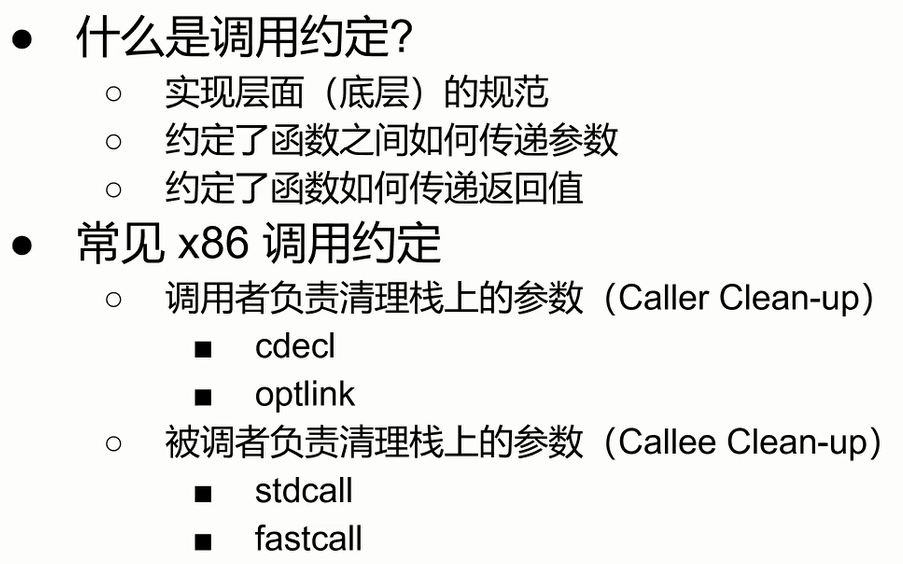 ● 什么是调用约定？
○ 实现层面（底层）的规范
○ 约定了函数之间如何传递参数
○ 约定了函数如何传递返回值
● 常见 x86 调用约定
○ 调用者负责清理栈上的参数（Caller Clean-up）
■ cdecl
■ optlink
○ 被调者负责清理栈上的参数（Callee Clean-up）
■ stdcall
■ fastcall